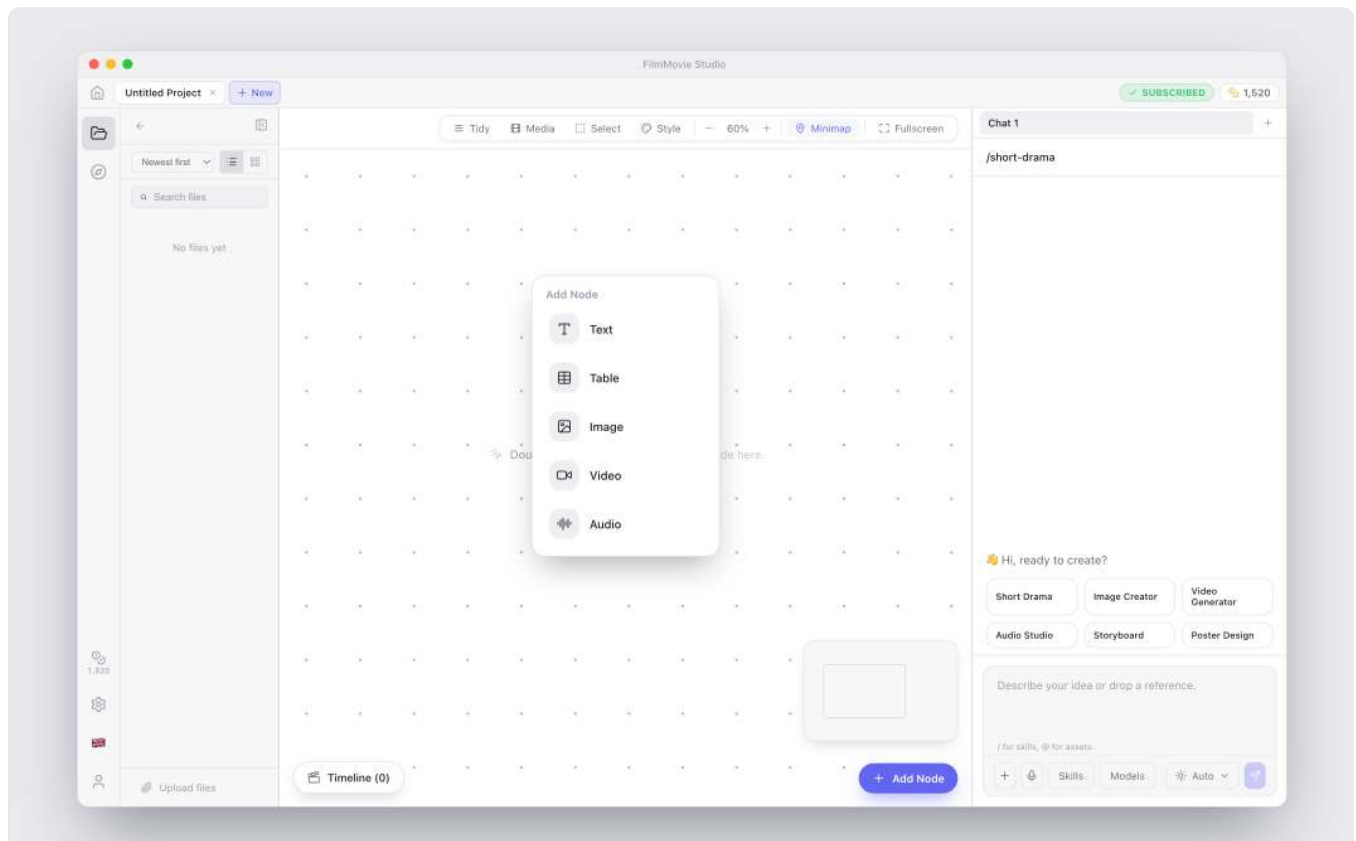 FilmMovie Studio
Untitled Project ×
+ New
SUBSCRIBED
1,520
Newest first
Search files
No files yet
Upload files
1,520
Tidy
Media
Select
Style
− 60% +
Minimap
Fullscreen
Add Node
Text
Table
Image
Video
Audio
Dou
de here.
Timeline (0)
+ Add Node
Chat 1
+
/short-drama
👋 Hi, ready to create?
Short Drama
Image Creator
Video
Generator
Audio Studio
Storyboard
Poster Design
Describe your idea or drop a reference.
/ for skills, @ for assets.
+
Skills
Models
Auto